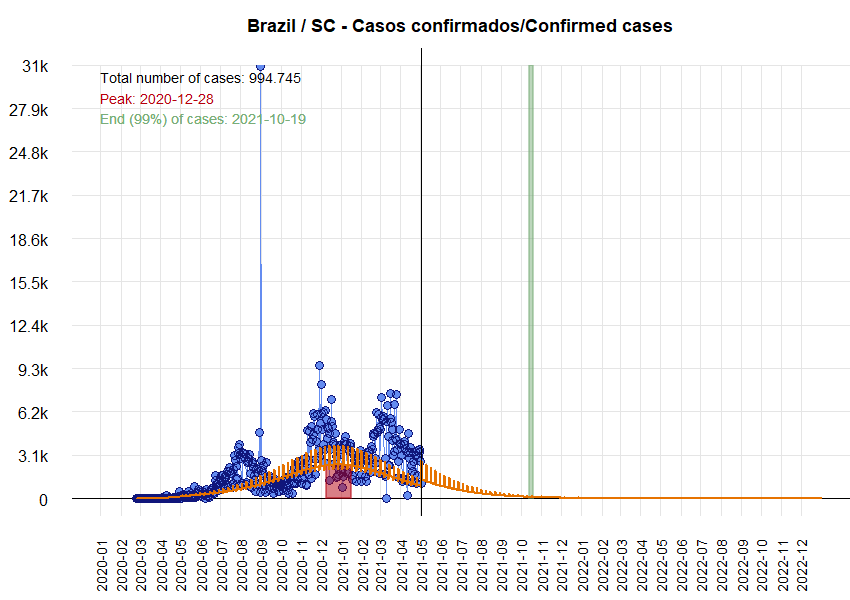 Brazil / SC - Casos confirmados/Confirmed cases
31k
Total number of cases: 994.745
Peak: 2020-12-28
27.9k
End (99%) of cases: 2021-10-19
24.8k
21.7k
18.6k
15.5k
12.4k
9.3k
6.2k
3.1k
0
2020-01
2020-02
2020-03
2020-04
2020-05
2020-06
2020-07
2020-08
2020-09
2020-10
2020-11
2020-12
2021-01
2021-02
2021-03
2021-04
2021-05
2021-06
2021-07
2021-08
2021-09
2021-10
2021-11
2021-12
2022-01
2022-02
2022-03
2022-04
2022-05
2022-06
2022-07
2022-08
2022-09
2022-10
2022-11
2022-12